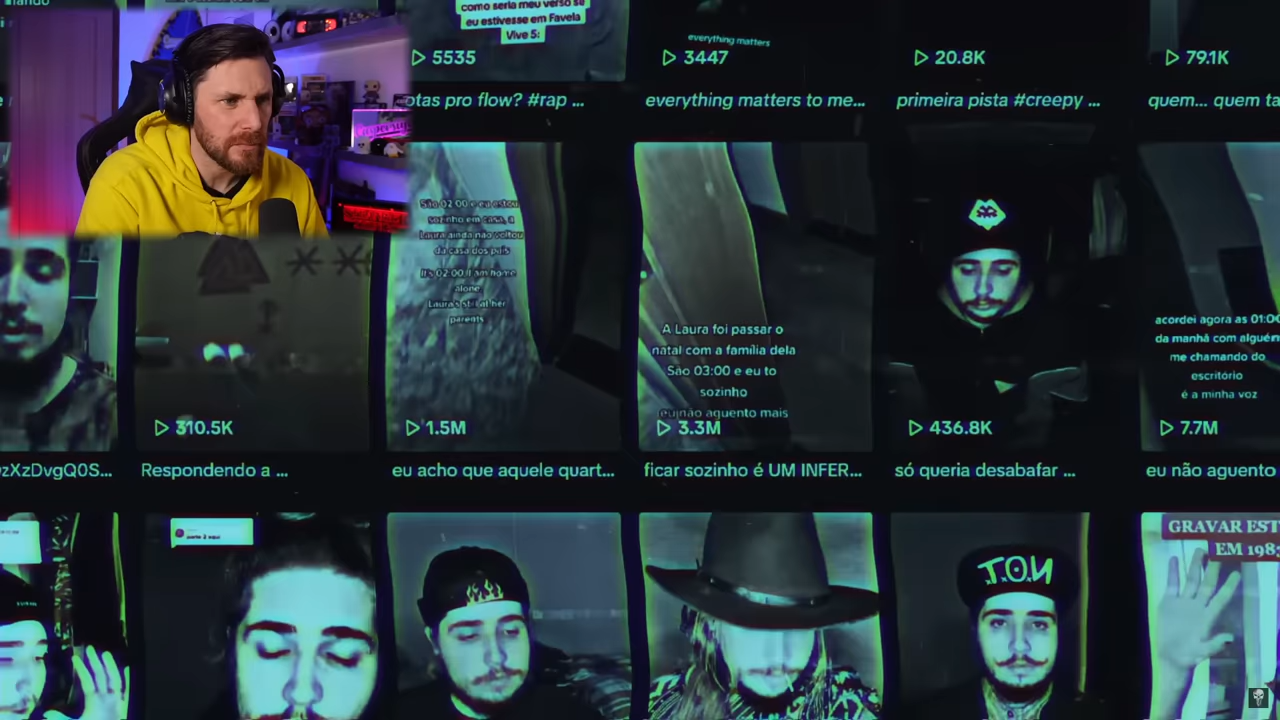 como seria meu verso se
eu estivesse em Favela
Vive 5:
everything matters
5535
3447
20.8K
79.1K
otas pro flow? #rap ...
everything matters to me...
primeira pista #creepy ...
quem... quem ta
São 02:00 e eu estou
sozinho em casa, a
Laura ainda não voltou
da casa dos pais
It's 02:00 I am home
alone
Laura's still at her
parents
A Laura foi passar o
natal com a família dela
São 03:00 e eu to
sozinho
eu não aguento mais
acordei agora as 01:00
da manhã com alguém
me chamando do
escritório
é a minha voz
310.5K
1.5M
3.3M
436.8K
7.7M
zXzDvgQ0S...
Respondendo a ...
eu acho que aquele quart...
ficar sozinho é UM INFER...
só queria desabafar ...
eu não aguento
parte 2 aqui
J.O.N
GRAVAR EST
EM 198